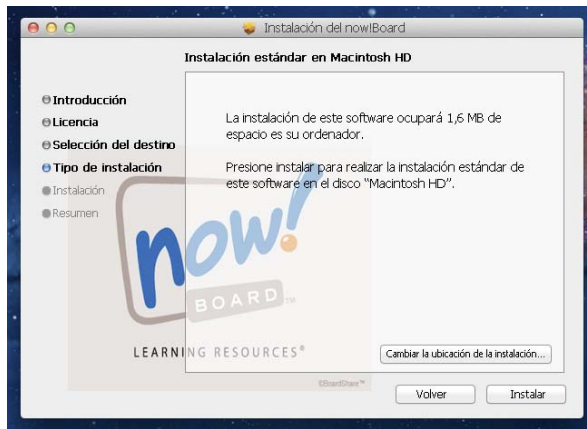 Instalación del now!Board
Instalación estándar en Macintosh HD
Introducción
Licencia
Selección del destino
Tipo de instalación
Instalación
Resumen
La instalación de este software ocupará 1,6 MB de
espacio es su ordenador.
Presione instalar para realizar la instalación estándar de
este software en el disco "Macintosh HD".
now!
BOARD™
LEARNING RESOURCES®
©BoardShare™
Cambiar la ubicación de la instalación...
Volver
Instalar